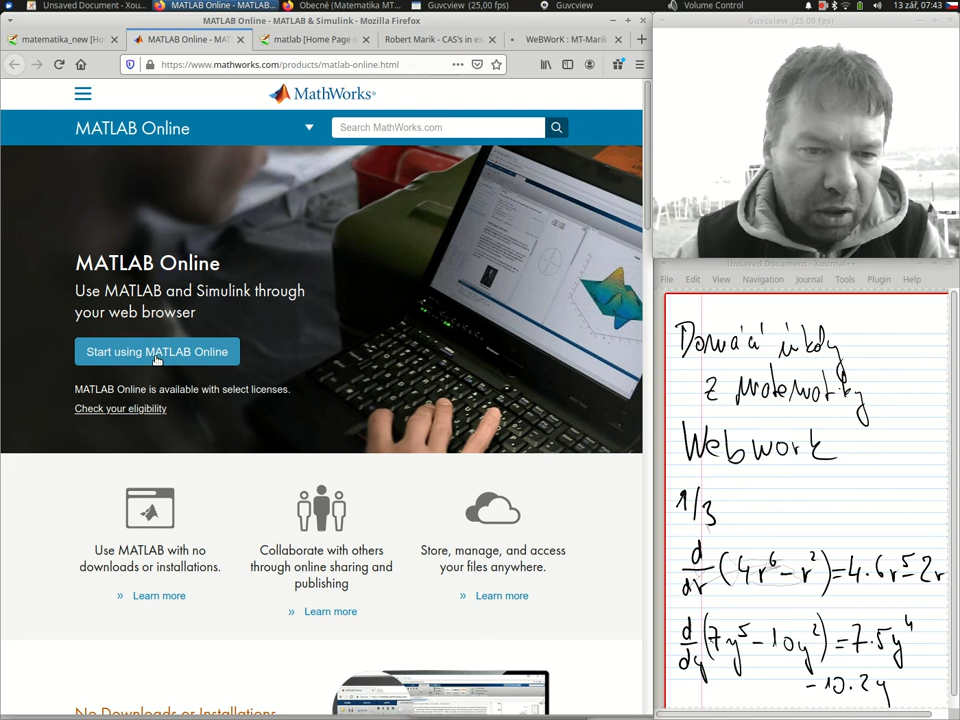 Unsaved Document - Xou...
MATLAB Online - MATLAB...
Obecné (Matematika MT...
Guvcview (25,00 fps)
Guvcview
Volume Control
13 zář, 07:43
MATLAB Online - MATLAB & Simulink - Mozilla Firefox
Guvcview (25,00 fps)
matematika_new [Ho
MATLAB Online - MAT
matlab [Home Page o
Robert Marik - CAS's in ex
WeBWorK : MT-Marik
https://www.mathworks.com/products/matlab-online.html
MathWorks
MATLAB Online
Search MathWorks.com
MATLAB Online
Use MATLAB and Simulink through
your web browser
Start using MATLAB Online
MATLAB Online is available with select licenses.
Check your eligibility
Use MATLAB with no
downloads or installations.
» Learn more
Collaborate with others
through online sharing and
publishing
» Learn more
Store, manage, and access
your files anywhere.
» Learn more
No Downloads or Installations
Unsaved Document - Xournal++
File Edit View Navigation Journal Tools Plugin Help
Domácí úkoly
z matematiky
Webwork
1/3
d/dr (4r⁶ - r²) = 4·6r⁵ - 2r
d/dy (7y⁵ - 10y²) = 7·5y⁴
- 10·2y